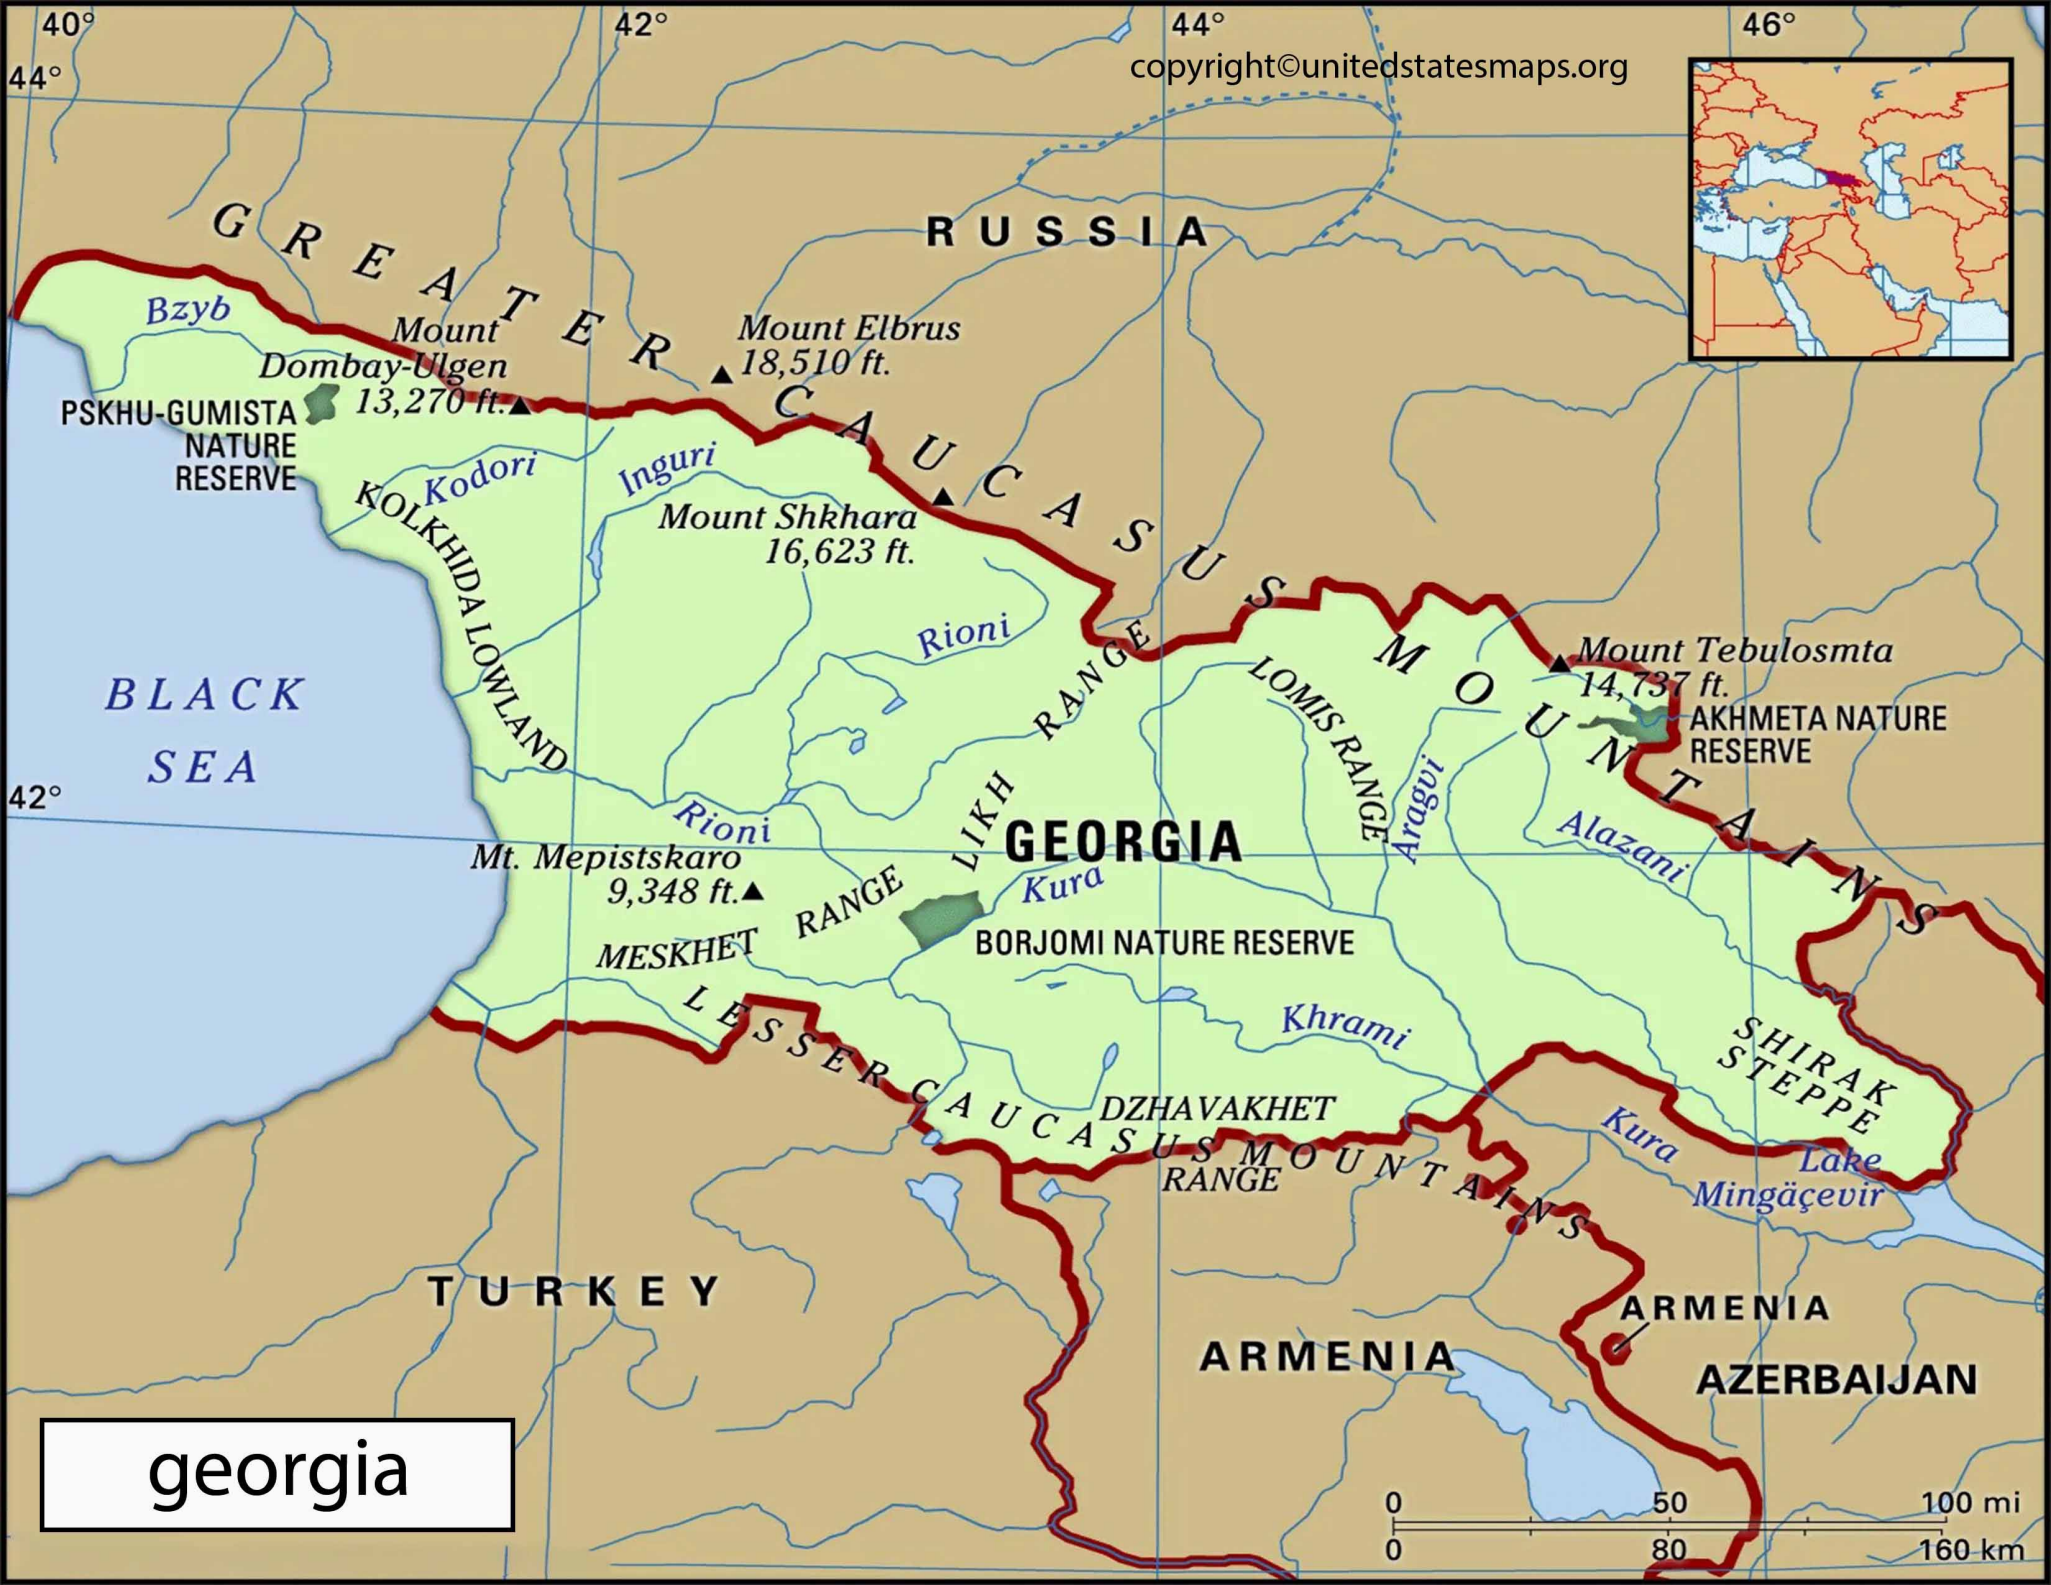 40°
42°
44°
46°
44°
copyright©unitedstatesmaps.org
RUSSIA
GREATER CAUCASUS MOUNTAINS
Bzyb
Mount
Dombay-Ulgen
13,270 ft.
Mount Elbrus
18,510 ft.
PSKHU-GUMISTA
NATURE
RESERVE
Kodori
Inguri
KOLKHIDA LOWLAND
Mount Shkhara
16,623 ft.
Rioni
LIKH RANGE
LOMIS RANGE
Mount Tebulosmta
14,737 ft.
AKHMETA NATURE
RESERVE
BLACK
SEA
42°
Rioni
GEORGIA
Aragvi
Alazani
Mt. Mepistskaro
9,348 ft.
Kura
MESKHET RANGE
BORJOMI NATURE RESERVE
LESSER CAUCASUS MOUNTAINS
Khrami
SHIRAK
STEPPE
DZHAVAKHET
RANGE
Kura
Lake
Mingäçevir
TURKEY
ARMENIA
ARMENIA
AZERBAIJAN
georgia
0 50 100 mi
0 80 160 km